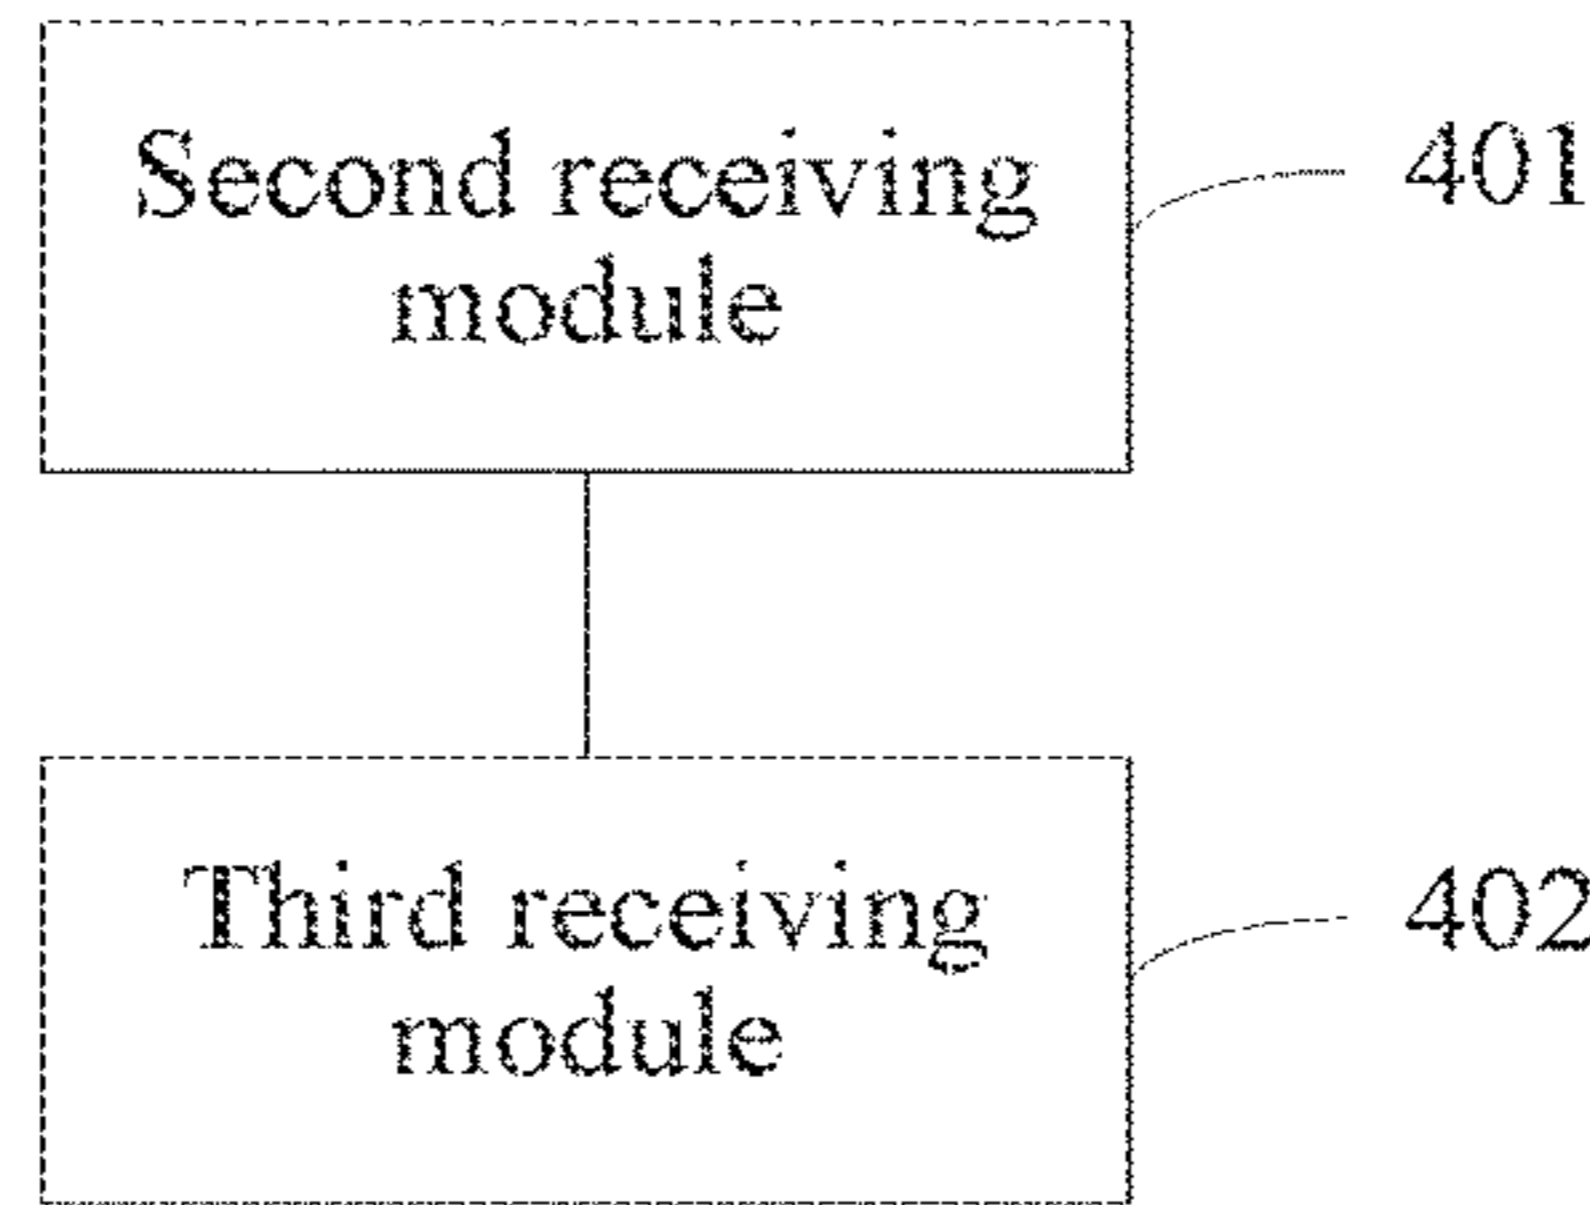 Second receiving
module
401
Third receiving
module
402